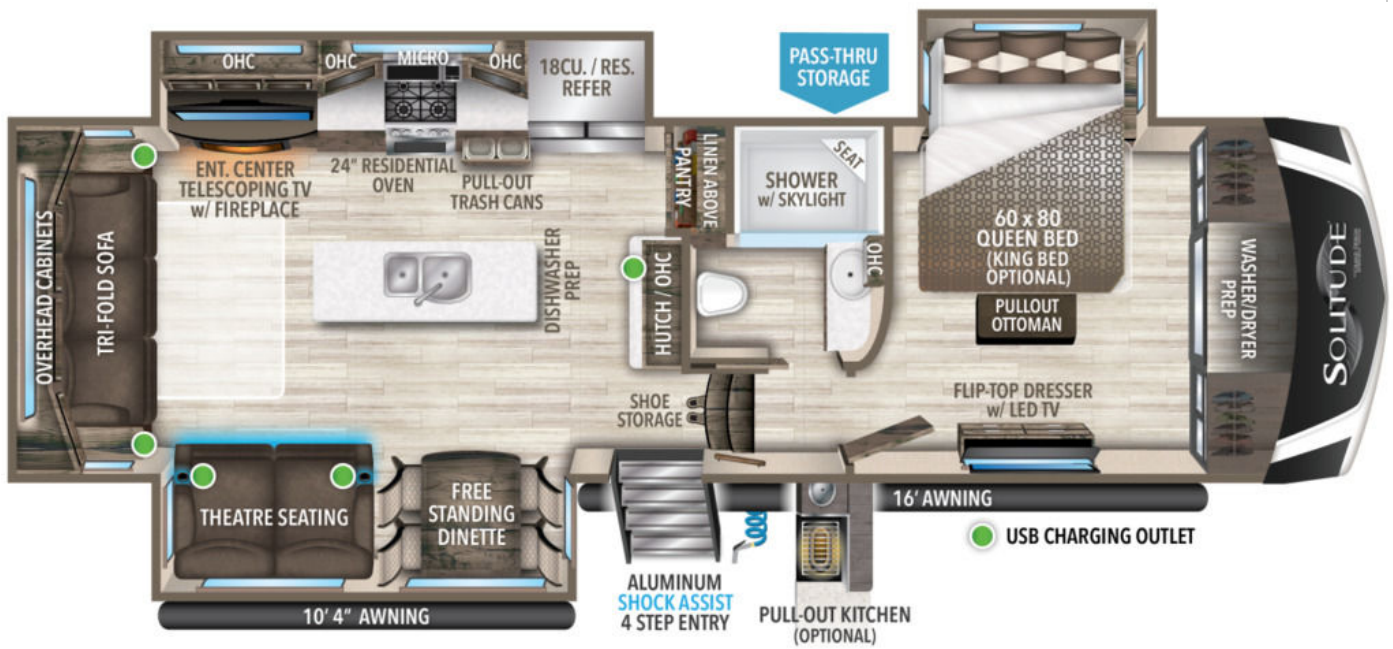 OHC
OHC
MICRO
OHC
18CU. / RES.
REFER
PASS-THRU
STORAGE
ENT. CENTER
TELESCOPING TV
w/ FIREPLACE
24" RESIDENTIAL
OVEN
PULL-OUT
TRASH CANS
PANTRY
LINEN ABOVE
SEAT
SHOWER
w/ SKYLIGHT
60 x 80
QUEEN BED
(KING BED
OPTIONAL)
OVERHEAD CABINETS
TRI-FOLD SOFA
DISHWASHER
PREP
HUTCH / OHC
OHC
WASHER/DRYER
PREP
SOLITUDE
PULLOUT
OTTOMAN
SHOE
STORAGE
FLIP-TOP DRESSER
w/ LED TV
THEATRE SEATING
FREE
STANDING
DINETTE
16' AWNING
USB CHARGING OUTLET
10' 4" AWNING
ALUMINUM
SHOCK ASSIST
4 STEP ENTRY
PULL-OUT KITCHEN
(OPTIONAL)